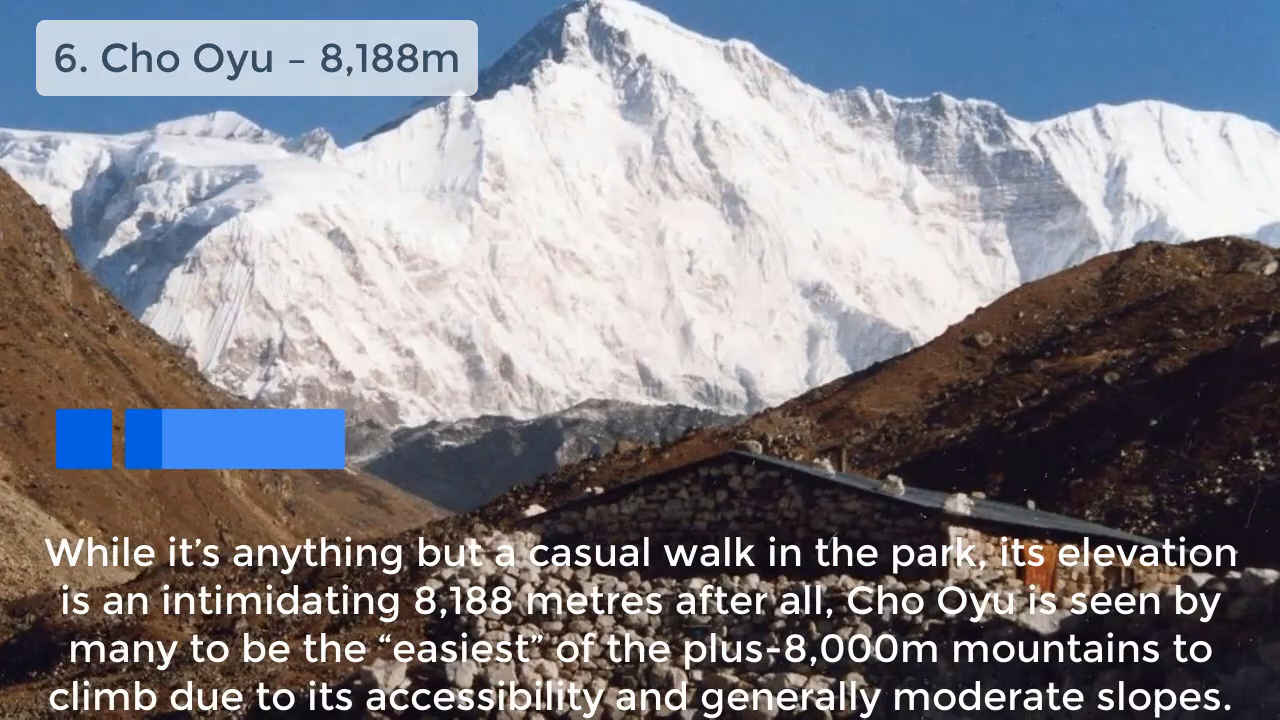 6. Cho Oyu – 8,188m
While it’s anything but a casual walk in the park, its elevation
is an intimidating 8,188 metres after all, Cho Oyu is seen by
many to be the “easiest” of the plus-8,000m mountains to
climb due to its accessibility and generally moderate slopes.